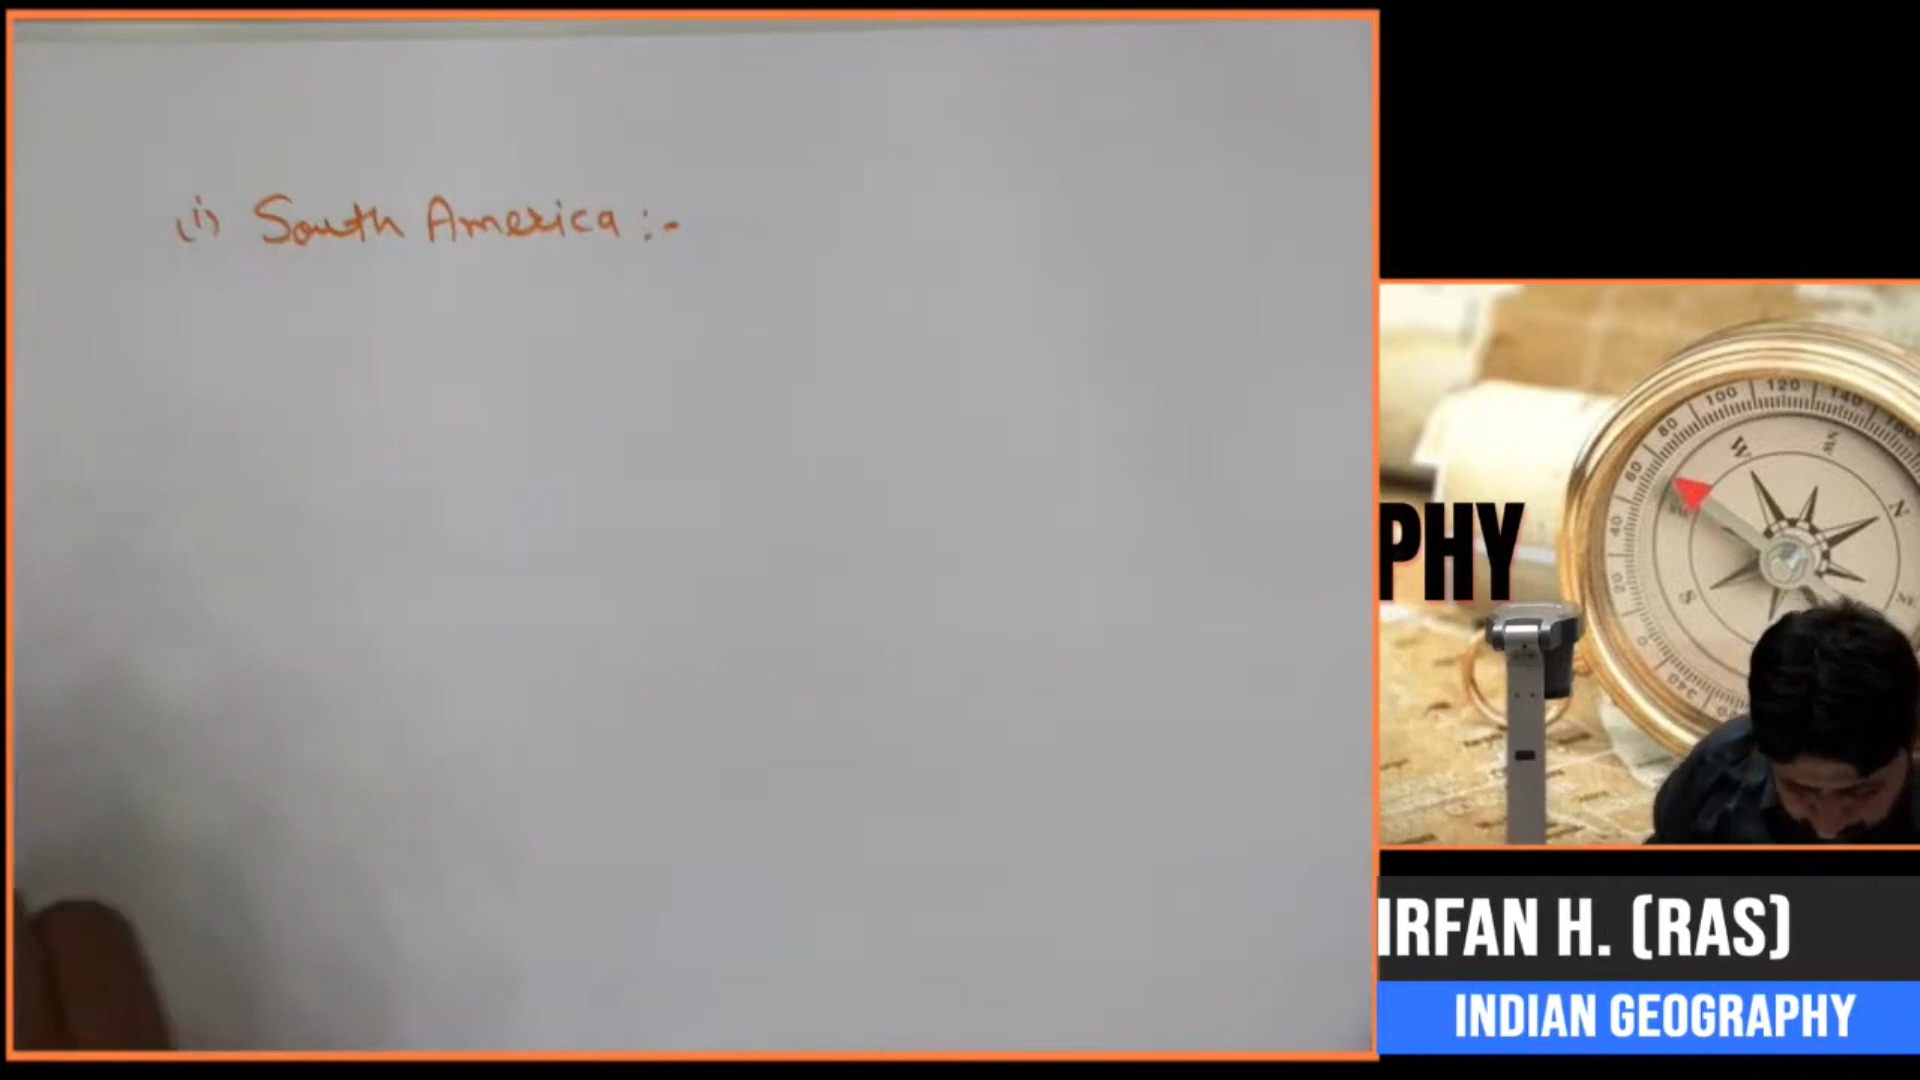 (i) South America :-
PHY
IRFAN H. (RAS)
INDIAN GEOGRAPHY